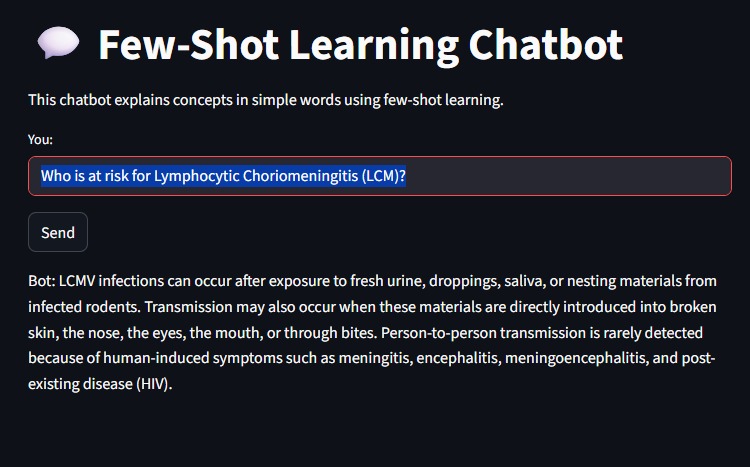 Few-Shot Learning Chatbot
This chatbot explains concepts in simple words using few-shot learning.
You:
Who is at risk for Lymphocytic Choriomeningitis (LCM)?
Send
Bot: LCMV infections can occur after exposure to fresh urine, droppings, saliva, or nesting materials from
infected rodents. Transmission may also occur when these materials are directly introduced into broken
skin, the nose, the eyes, the mouth, or through bites. Person-to-person transmission is rarely detected
because of human-induced symptoms such as meningitis, encephalitis, meningoencephalitis, and post-
existing disease (HIV).